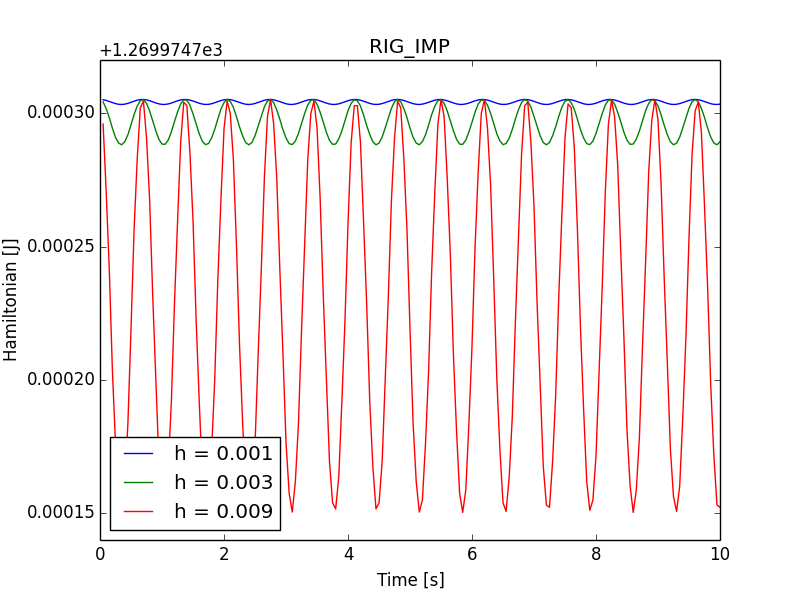 RIG_IMP
+1.2699747e3
0.00030
0.00025
0.00020
0.00015
Hamiltonian [J]
h = 0.001
h = 0.003
h = 0.009
0 2 4 6 8 10
Time [s]